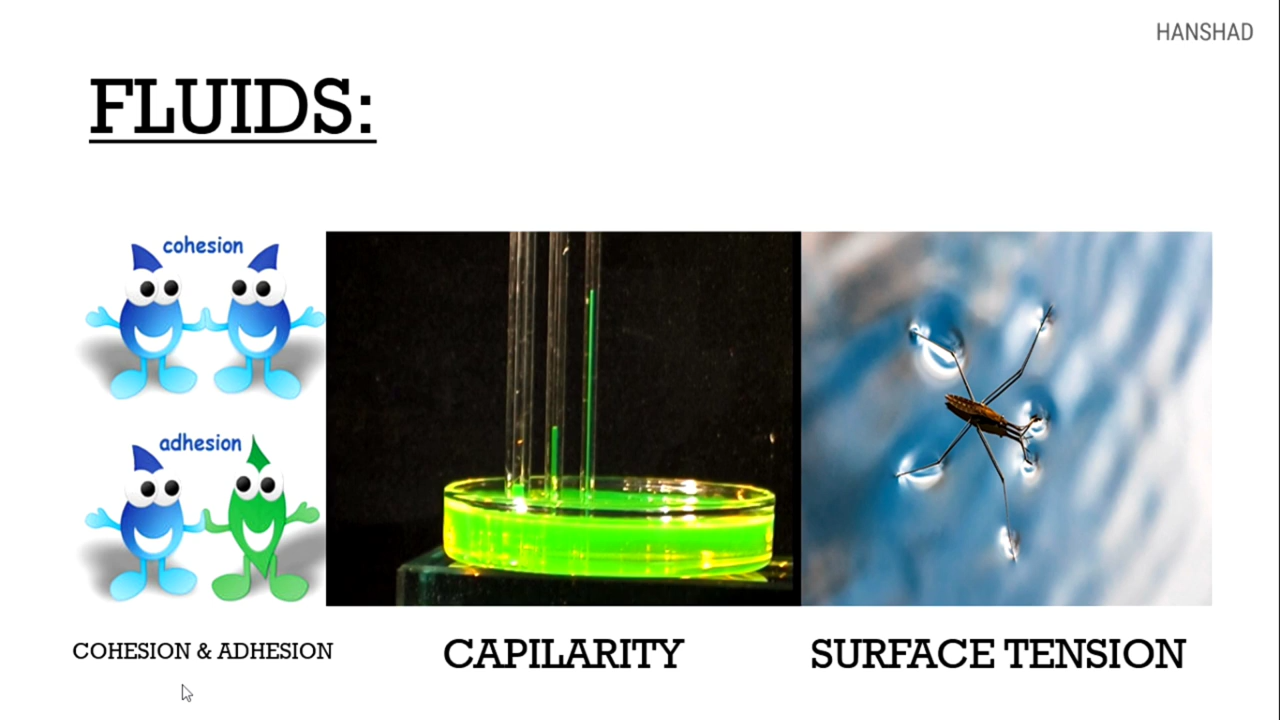 HANSHAD
FLUIDS:
cohesion
adhesion
COHESION & ADHESION
CAPILARITY
SURFACE TENSION